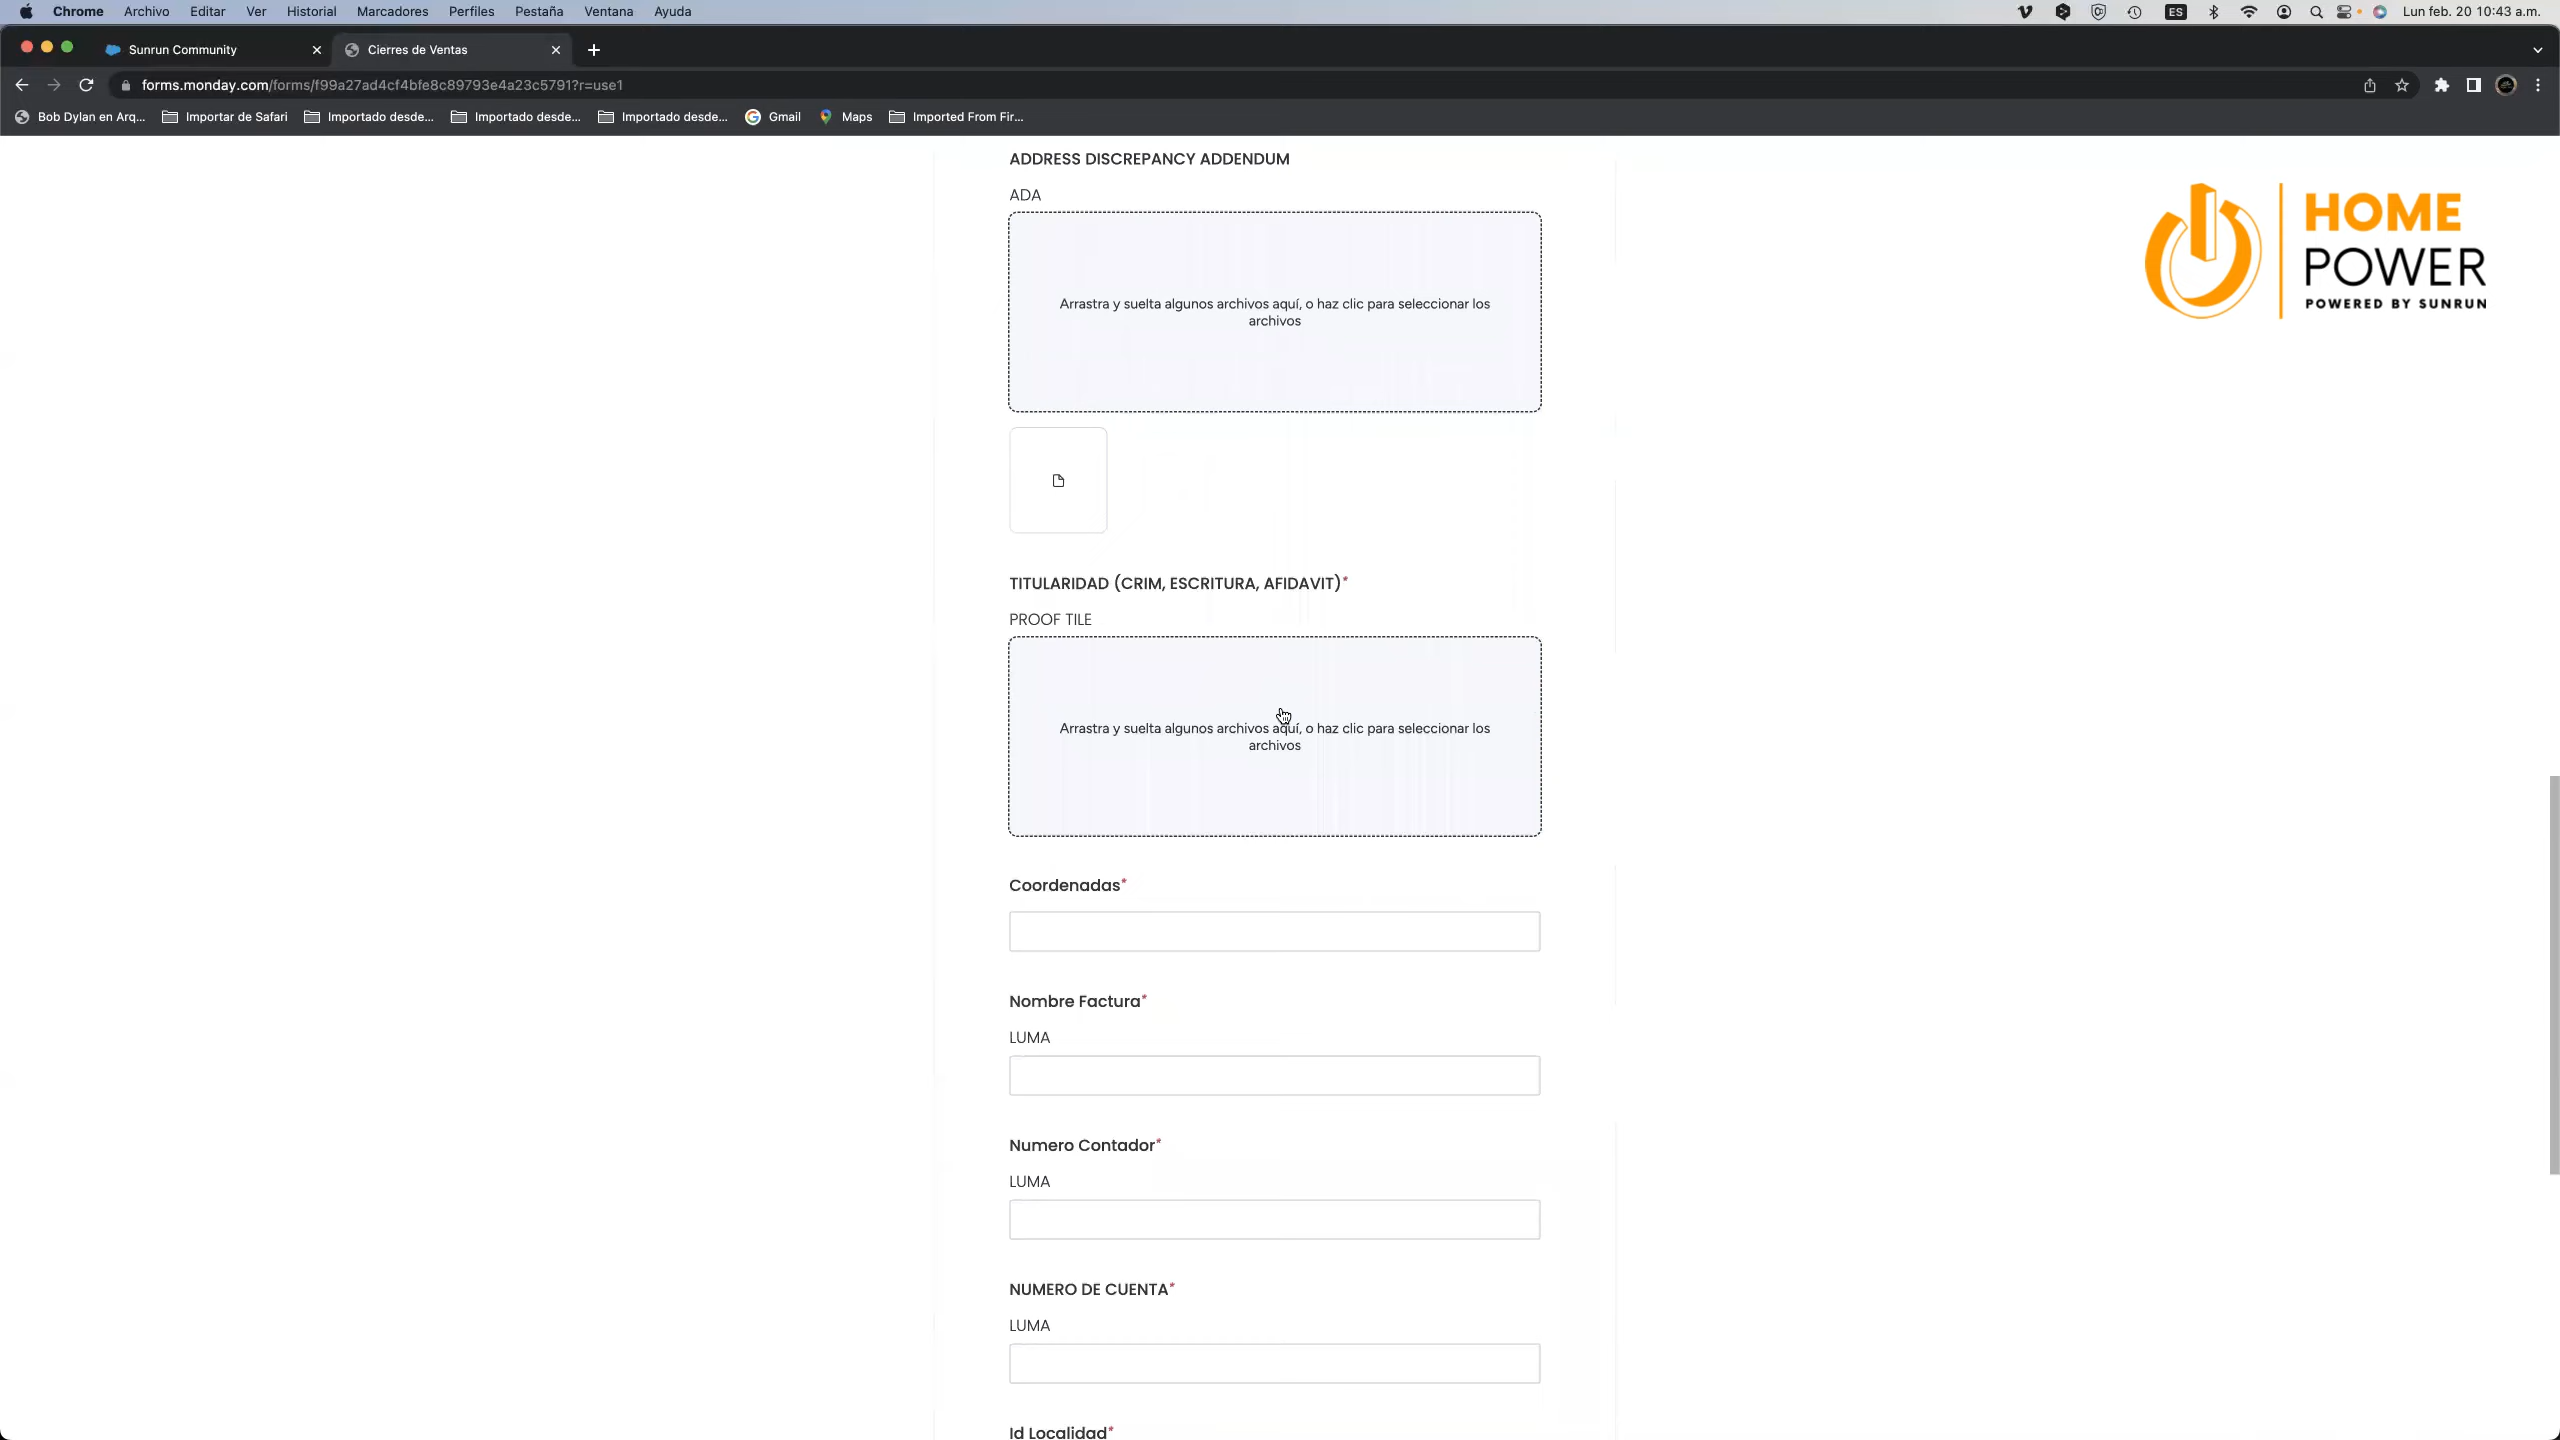 Chrome Archivo Editar Ver Historial Marcadores Perfiles Pestaña Ventana Ayuda ES Lun feb. 20 10:43 a.m.
Sunrun Community Cierres de Ventas
forms.monday.com/forms/f99a27ad4cf4bfe8c89793e4a23c5791?r=use1
Bob Dylan en Arq... Importar de Safari Importado desde... Importado desde... Importado desde... Gmail Maps Imported From Fir...
HOME
POWER
POWERED BY SUNRUN
ADDRESS DISCREPANCY ADDENDUM
ADA
Arrastra y suelta algunos archivos aquí, o haz clic para seleccionar los
archivos
TITULARIDAD (CRIM, ESCRITURA, AFIDAVIT)*
PROOF TILE
Arrastra y suelta algunos archivos aquí, o haz clic para seleccionar los
archivos
Coordenadas*
Nombre Factura*
LUMA
Numero Contador*
LUMA
NUMERO DE CUENTA*
LUMA
Id Localidad*